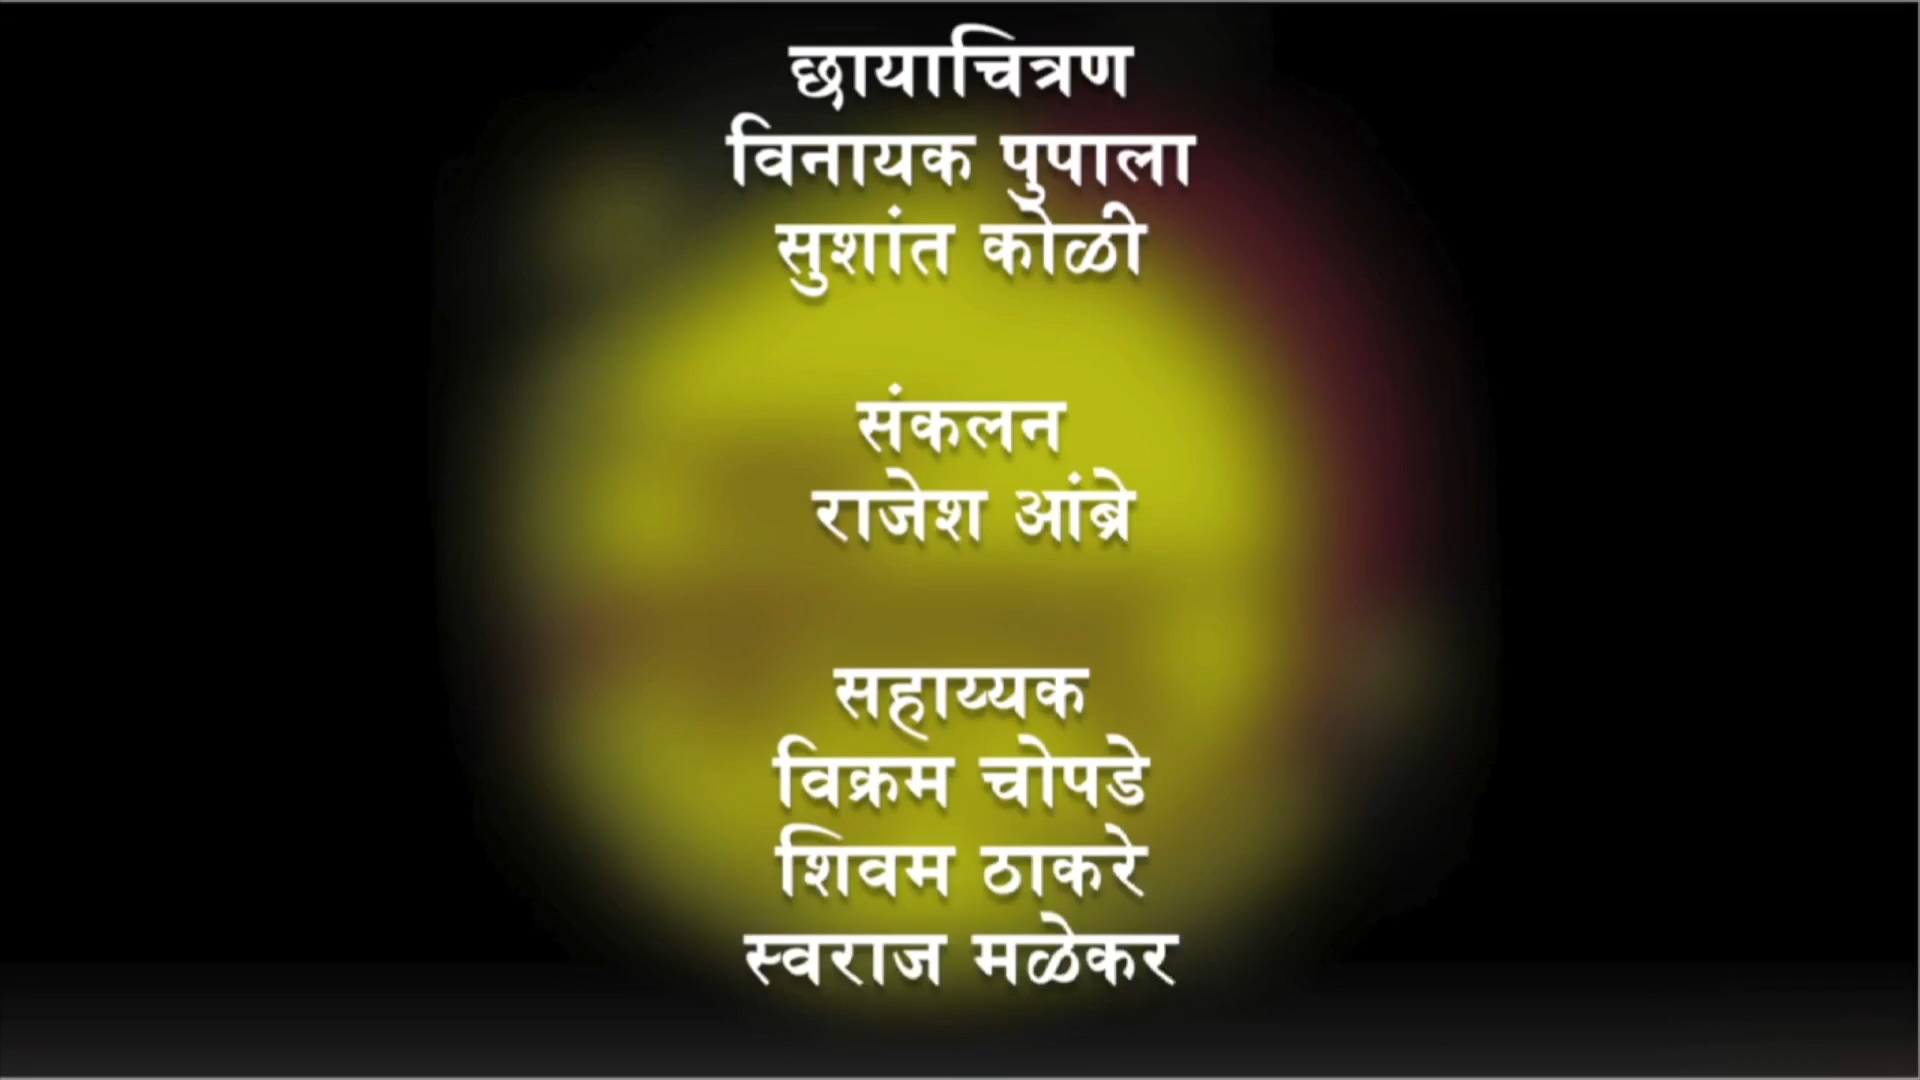 छायाचित्रण
विनायक पुपाला
सुशांत कोळी
संकलन
राजेश आंब्रे
सहाय्यक
विक्रम चोपडे
शिवम ठाकरे
स्वराज मळेकर